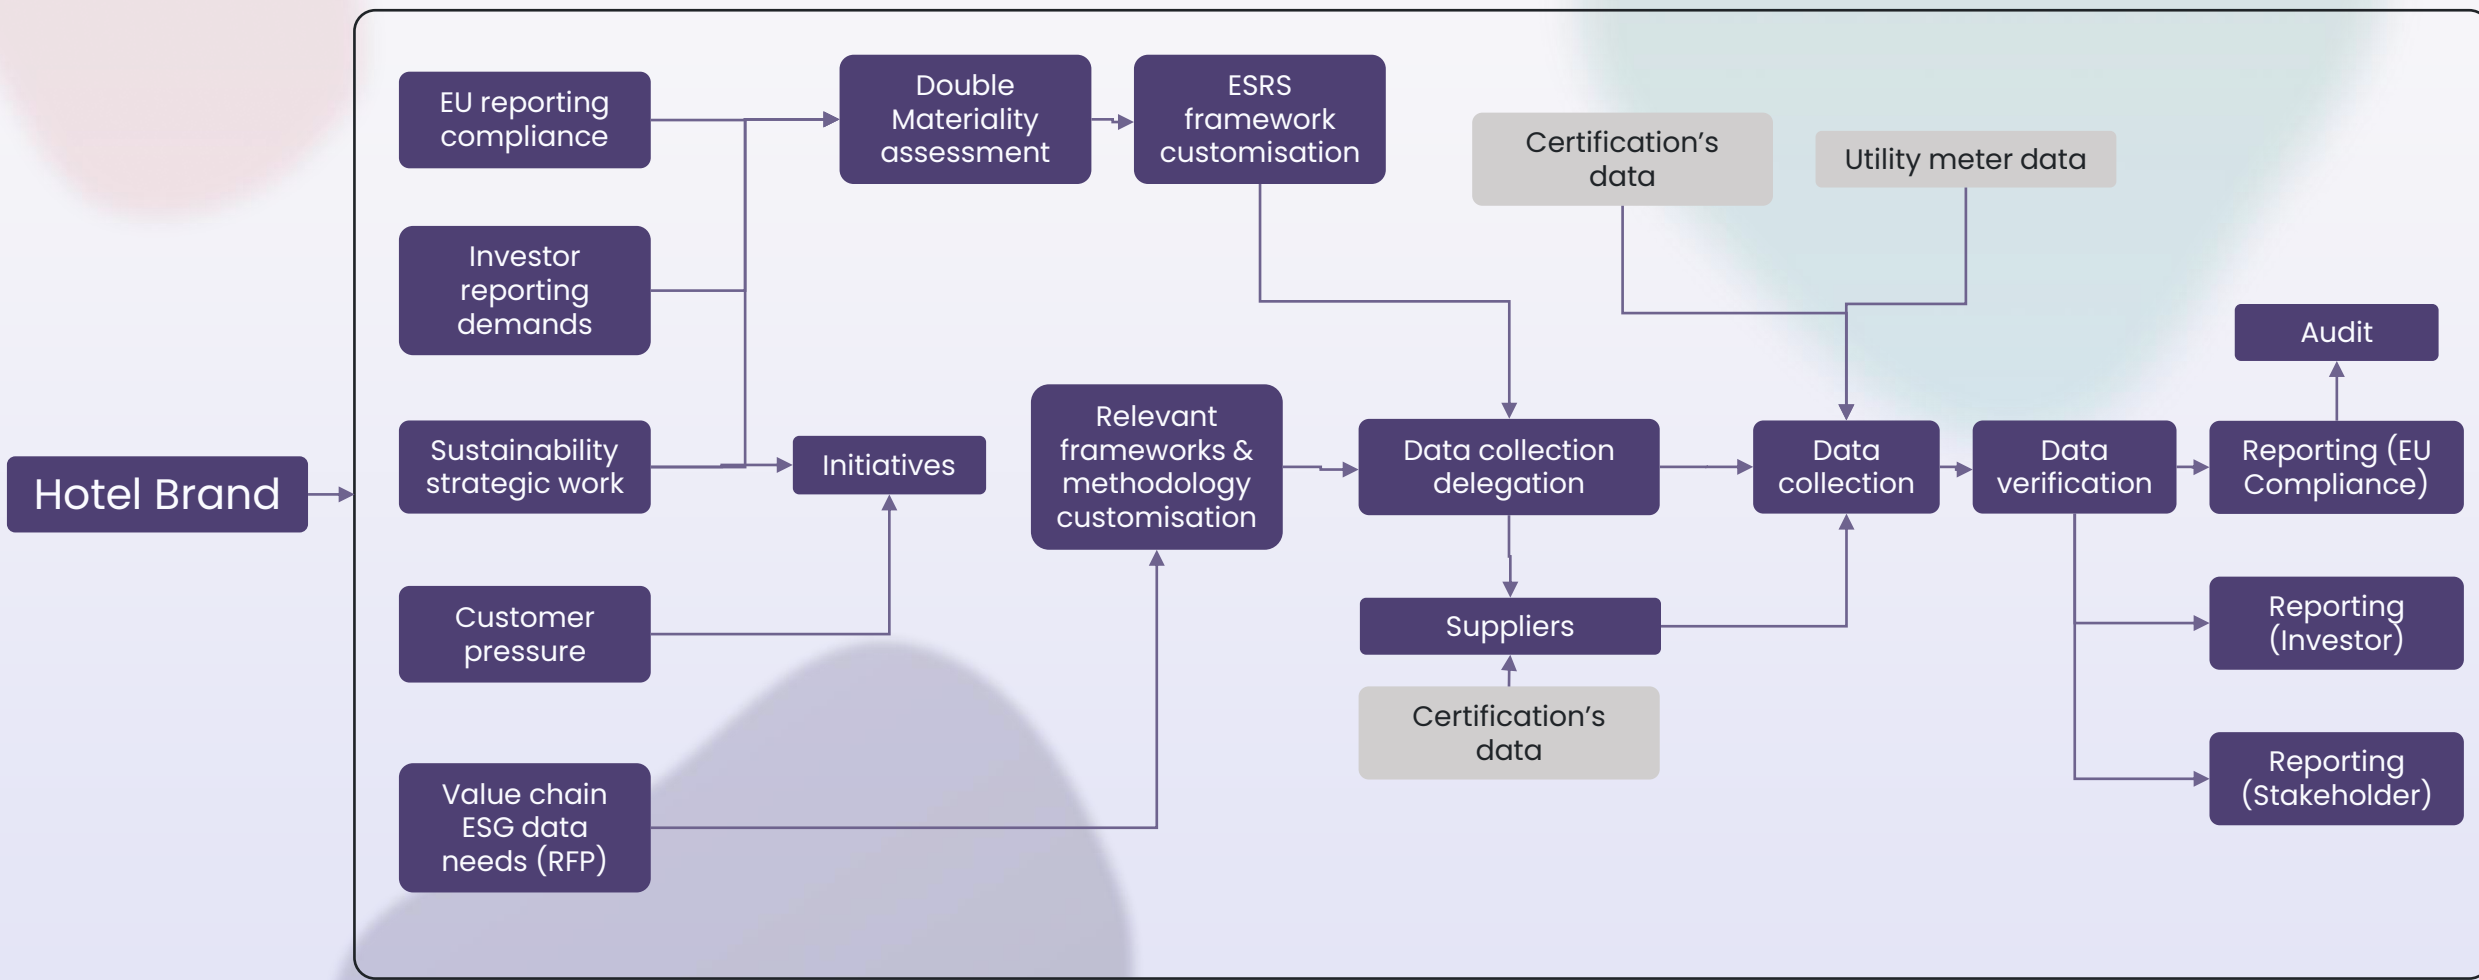 Hotel Brand
EU reporting
compliance
Investor
reporting
demands
Sustainability
strategic work
Customer
pressure
Value chain
ESG data
needs (RFP)
Double
Materiality
assessment
ESRS
framework
customisation
Initiatives
Relevant
frameworks &
methodology
customisation
Certification’s
data
Utility meter data
Data collection
delegation
Suppliers
Certification’s
data
Data
collection
Data
verification
Audit
Reporting (EU
Compliance)
Reporting
(Investor)
Reporting
(Stakeholder)